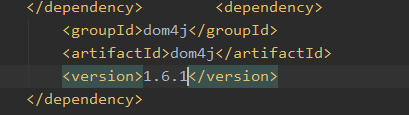 </dependency> <dependency>
<groupId>dom4j</groupId>
<artifactId>dom4j</artifactId>
<version>1.6.1</version>
</dependency>